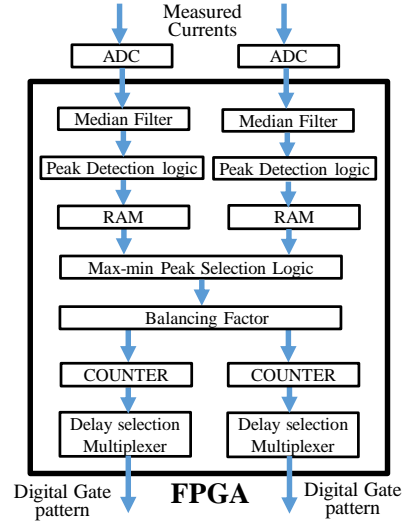 Measured
Currents
ADC
ADC
Median Filter
Median Filter
Peak Detection logic
Peak Detection logic
RAM
RAM
Max-min Peak Selection Logic
Balancing Factor
COUNTER
COUNTER
Delay selection
Multiplexer
Delay selection
Multiplexer
Digital Gate
pattern
FPGA
Digital Gate
pattern